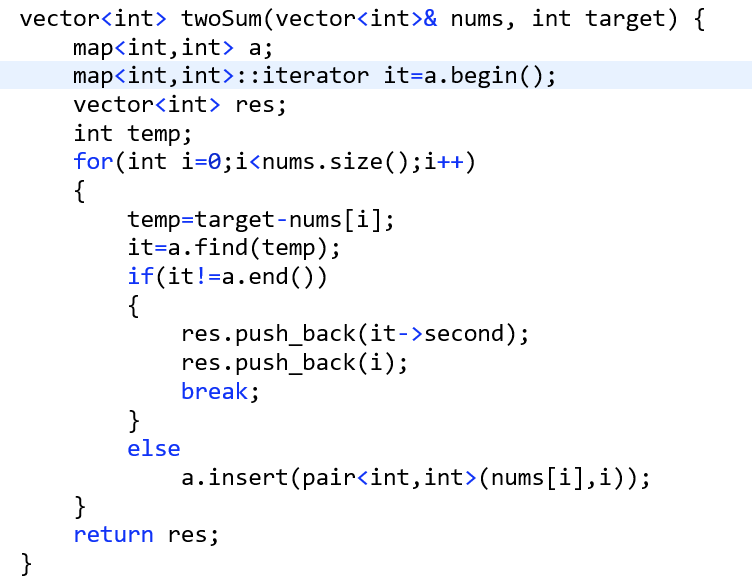 vector<int> twoSum(vector<int>& nums, int target) {
    map<int,int> a;
    map<int,int>::iterator it=a.begin();
    vector<int> res;
    int temp;
    for(int i=0;i<nums.size();i++)
    {
        temp=target-nums[i];
        it=a.find(temp);
        if(it!=a.end())
        {
            res.push_back(it->second);
            res.push_back(i);
            break;
        }
        else
            a.insert(pair<int,int>(nums[i],i));
    }
    return res;
}